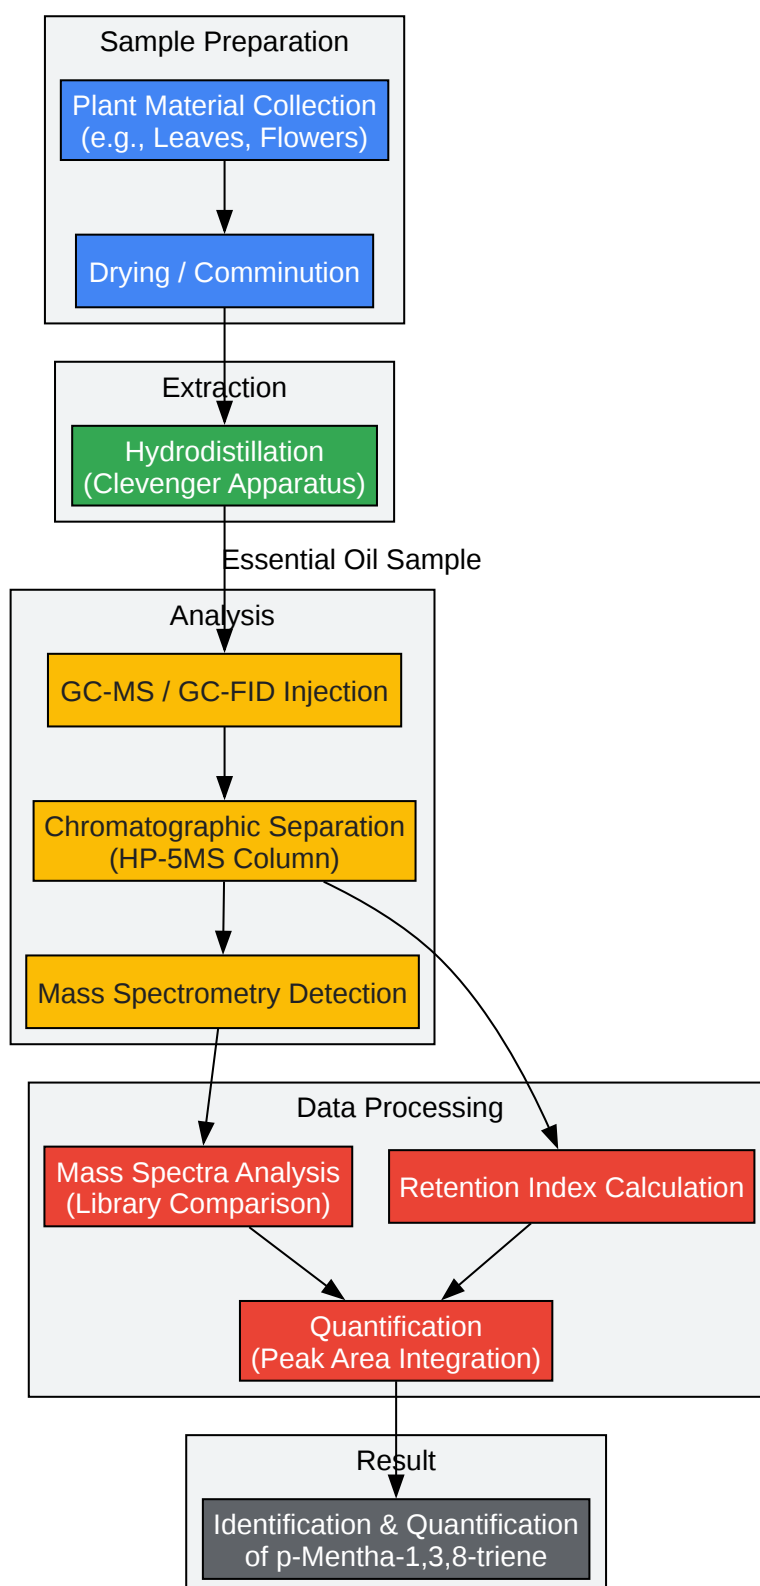 Sample Preparation
Plant Material Collection
(e.g., Leaves, Flowers)
Drying / Comminution
Extraction
Hydrodistillation
(Clevenger Apparatus)
Essential Oil Sample
Analysis
GC-MS / GC-FID Injection
Chromatographic Separation
(HP-5MS Column)
Mass Spectrometry Detection
Data Processing
Mass Spectra Analysis
(Library Comparison)
Retention Index Calculation
Quantification
(Peak Area Integration)
Result
Identification & Quantification
of p-Mentha-1,3,8-triene